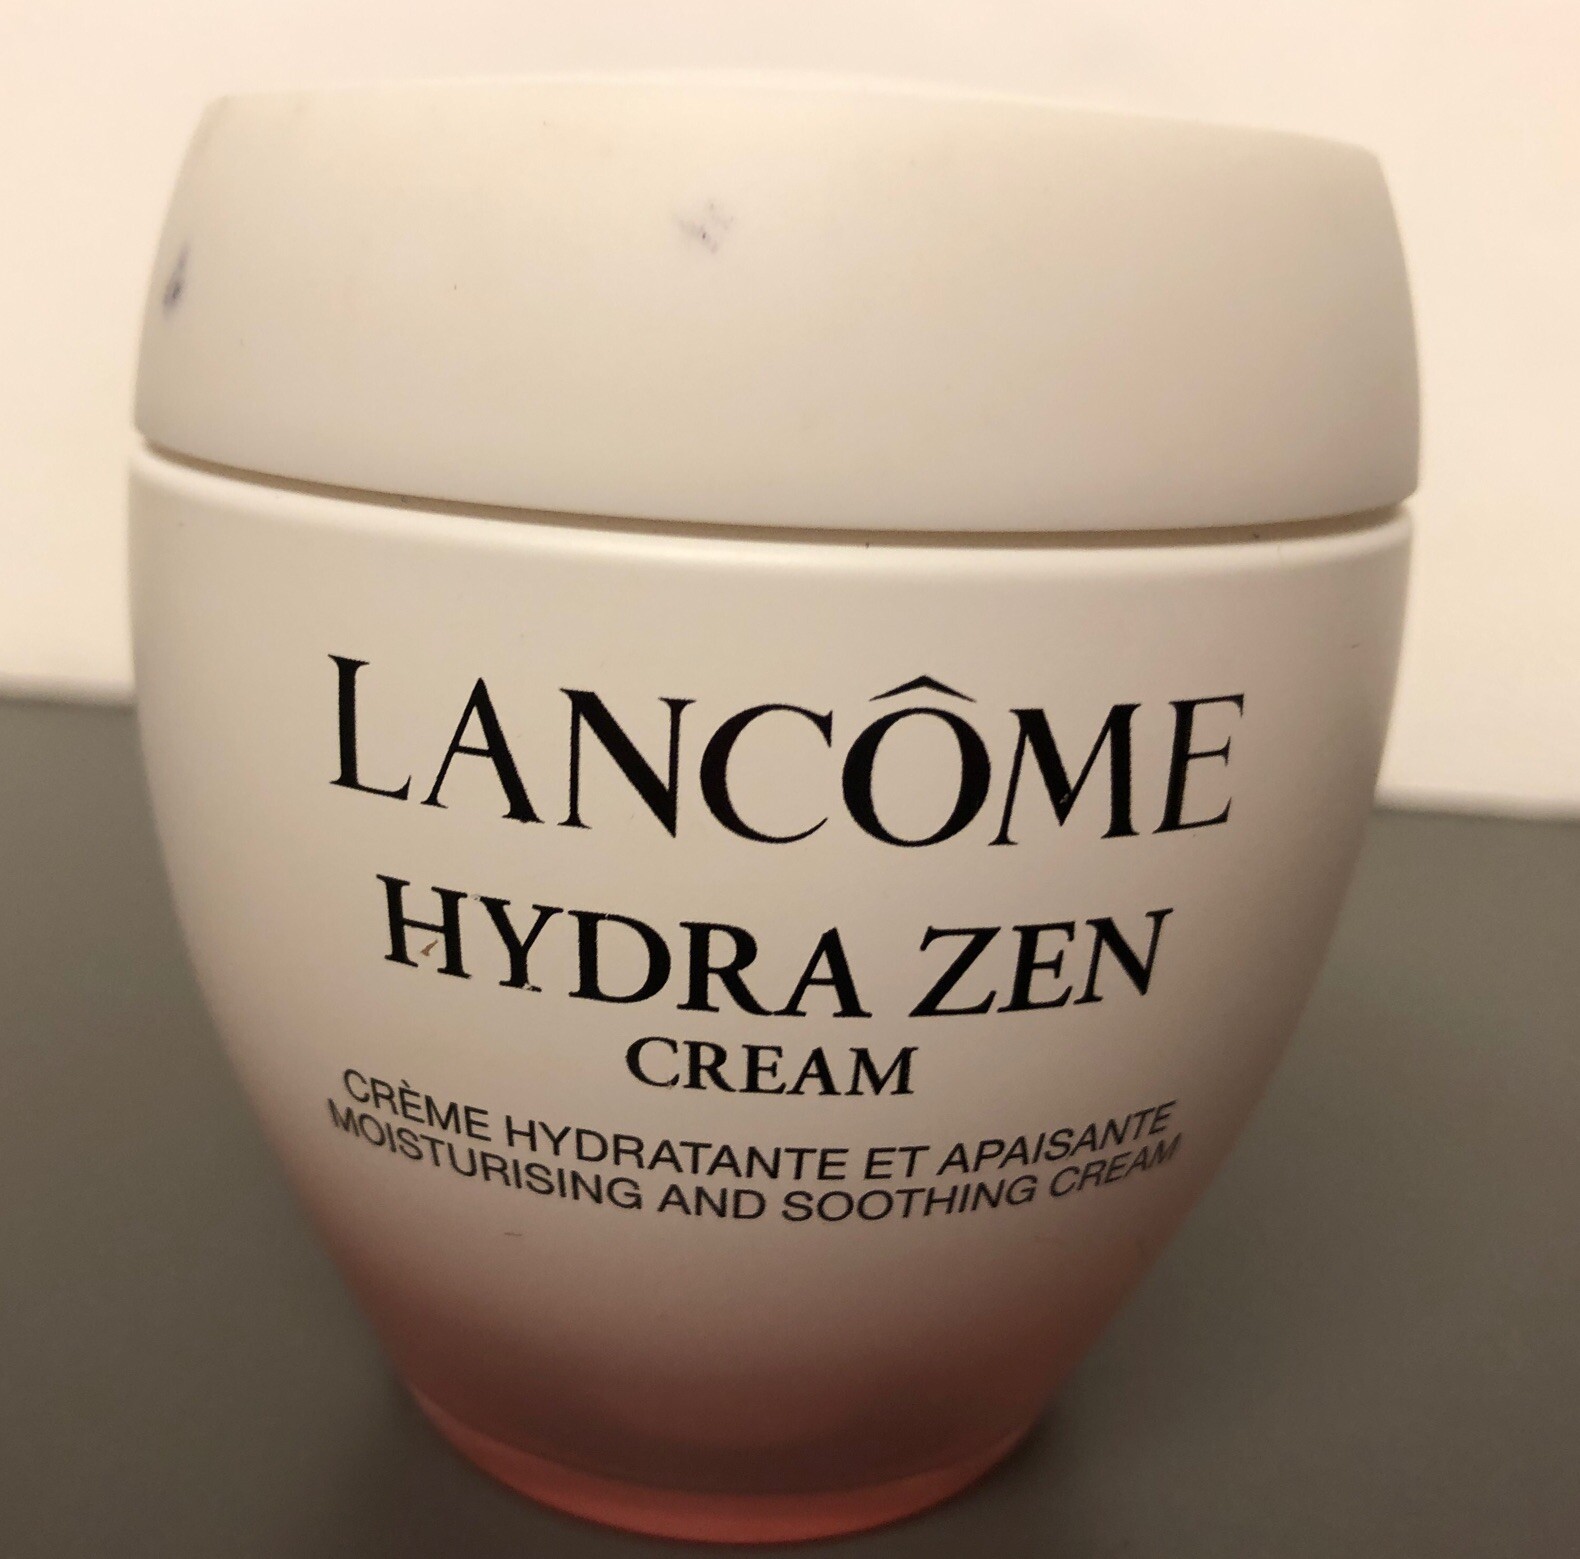 LANCÔME
HYDRA ZEN
CREAM
CRÈME HYDRATANTE ET APAISANTE
MOISTURISING AND SOOTHING CREAM